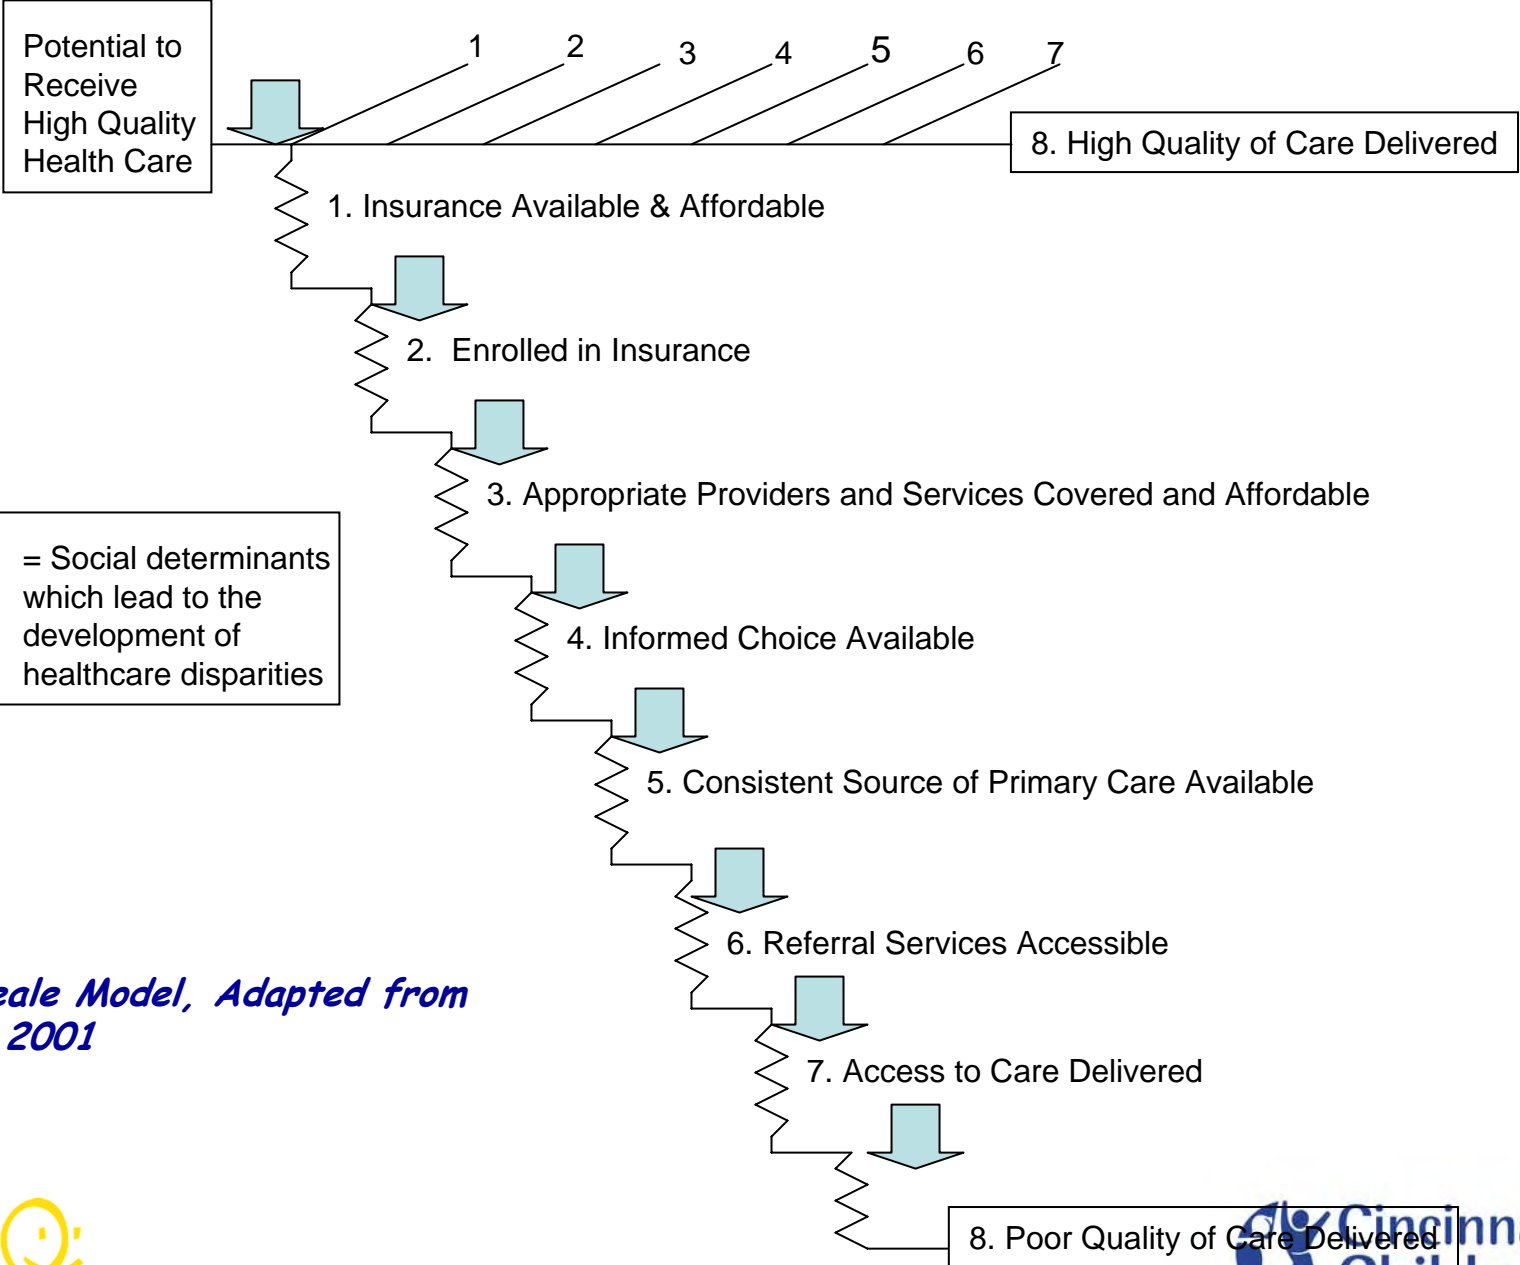 Potential to
Receive
High Quality
Health Care
1
2
3
4
5
6
7
8. High Quality of Care Delivered
1. Insurance Available & Affordable
2. Enrolled in Insurance
3. Appropriate Providers and Services Covered and Affordable
= Social determinants
which lead to the
development of
healthcare disparities
4. Informed Choice Available
5. Consistent Source of Primary Care Available
6. Referral Services Accessible
Model, Adapted from
2001
7. Access to Care Delivered
8. Poor Quality of Care Delivered